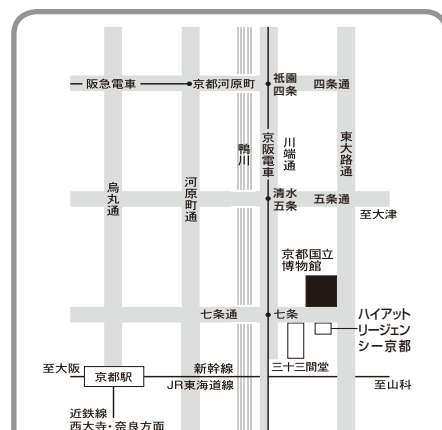 阪急電車
京都河原町
祇園
四条
四条通
烏丸通
河原町通
鴨川
京阪電車
川端通
東大路通
清水
五条
五条通
至大津
京都国立
博物館
七条通
七条
ハイアット
リージェン
シー京都
三十三間堂
至大阪
京都駅
新幹線
JR東海道線
至山科
近鉄線
西大寺・奈良方面